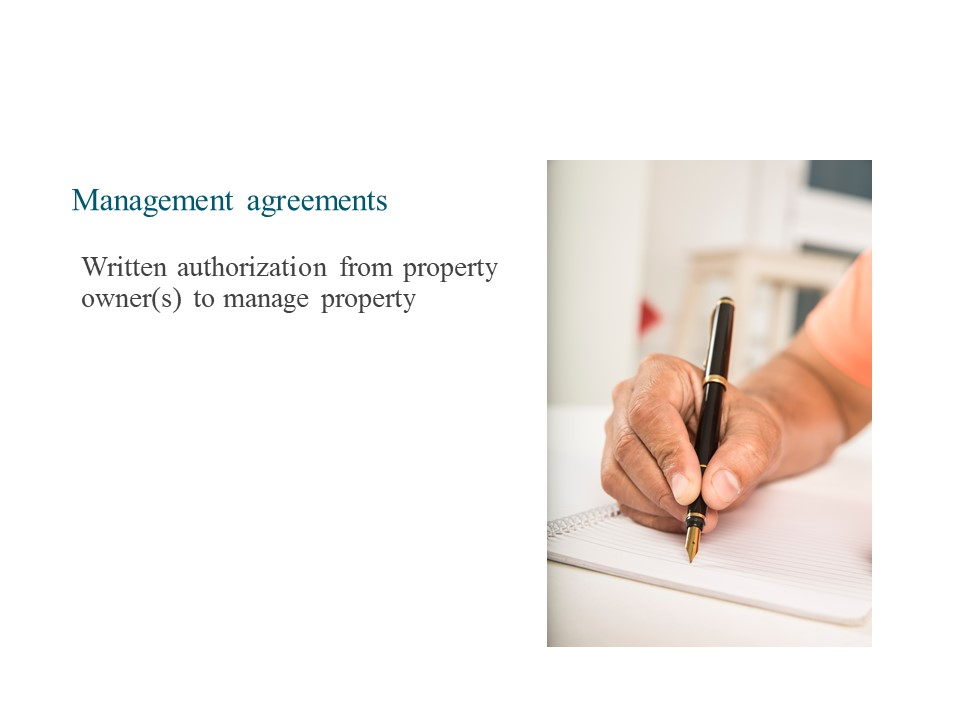 Management agreements
Written authorization from property
owner(s) to manage property